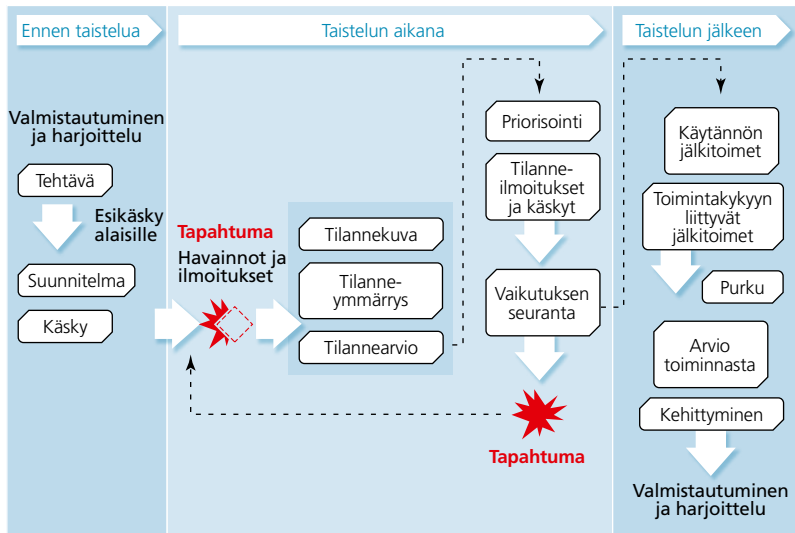 Ennen taistelua
Taistelun aikana
Taistelun jälkeen
Valmistautuminen
ja harjoittelu
Tehtävä
Esikäsky
alaisille
Suunnitelma
Käsky
Tapahtuma
Havainnot ja
ilmoitukset
Tilannekuva
Tilanne-
ymmärrys
Tilannearvio
Priorisointi
Tilanne-
ilmoitukset
ja käskyt
Vaikutuksen
seuranta
Tapahtuma
Käytännön
jälkitoimet
Toimintakykyyn
liittyvät
jälkitoimet
Purku
Arvio
toiminnasta
Kehittyminen
Valmistautuminen
ja harjoittelu